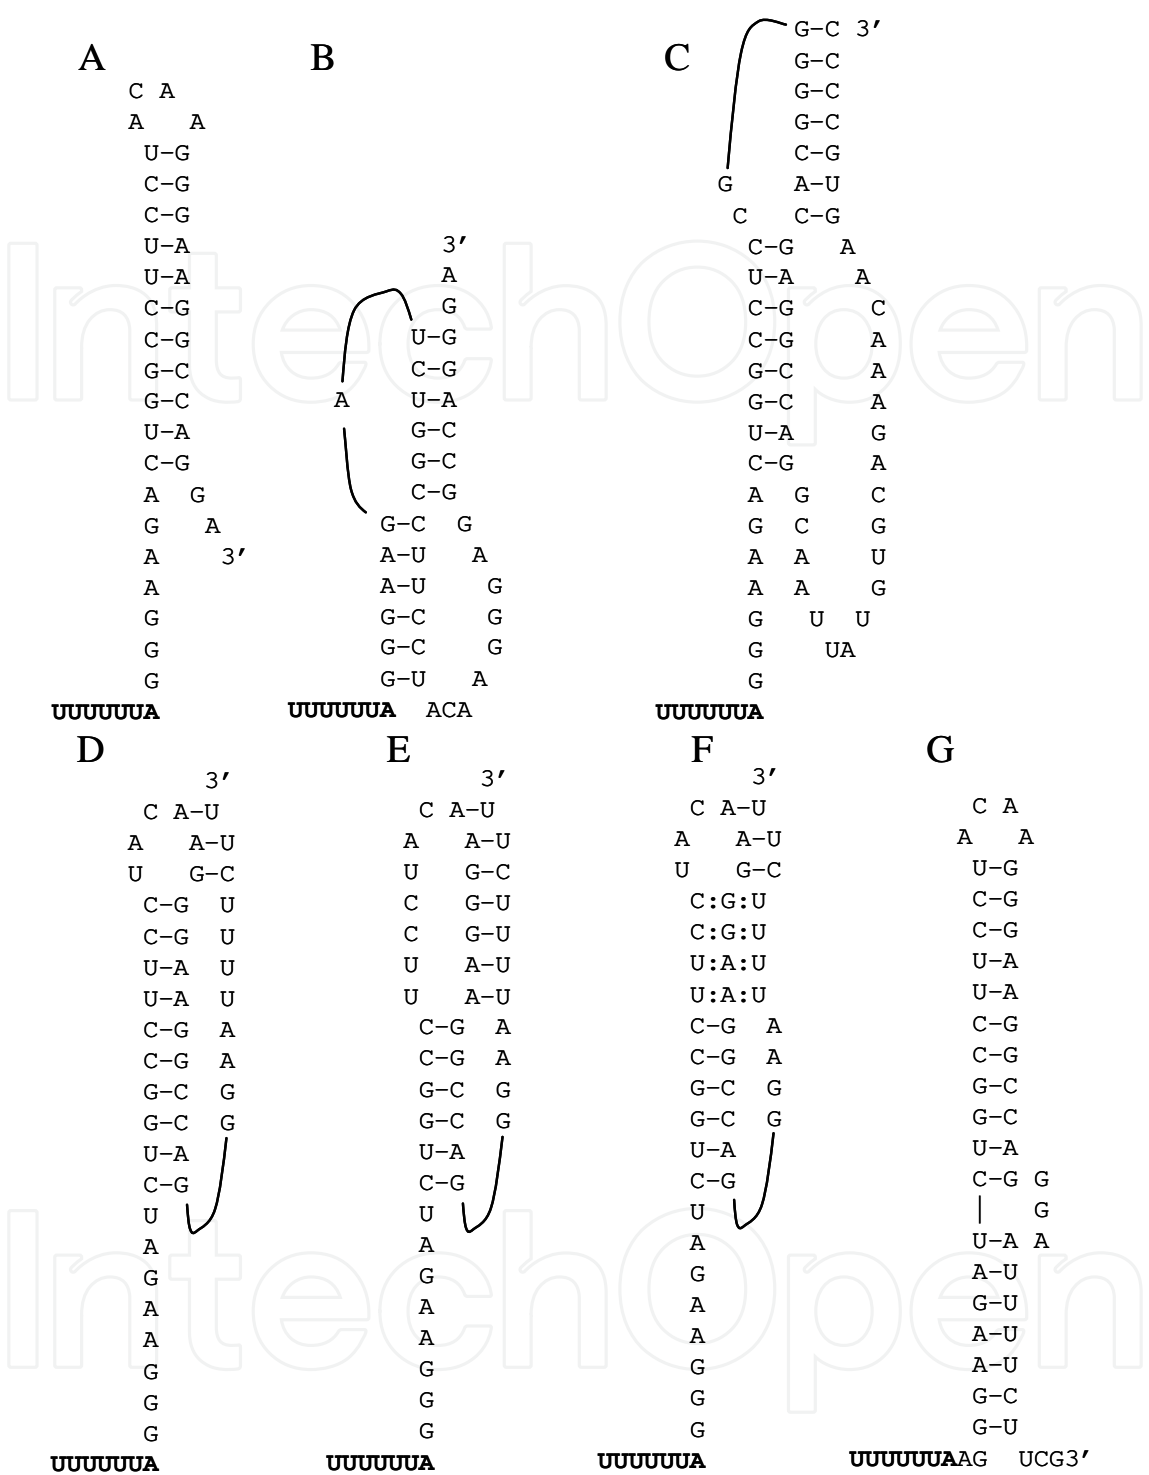 G–C 3′
A B C G–C
C A G–C
A A G–C
U–G C–G
C–G G A–U
C–G C C–G
U–A 3′ C–G A
U–A A U–A A
C–G G C–G C
C–G U–G C–G A
G–C C–G G–C A
G–C A U–A G–C A
U–A G–C U–A G
C–G G–C C–G A
A G C–G A G C
G A G–C G G C G
A 3′ A–U A A A U
A A–U G A A G
G G–C G G U U
G G–C G G UA
G G–U A G
UUUUUUA UUUUUUA ACA UUUUUUA
D E F G
3′ 3′ 3′
C A–U C A–U C A–U C A
A A–U A A–U A A–U A A
U G–C U G–C U G–C U–G
C–G U C G–U C:G:U C–G
C–G U C G–U C:G:U C–G
U–A U U A–U U:A:U U–A
U–A U U A–U U:A:U U–A
C–G A C–G A C–G A C–G
C–G A C–G A C–G A C–G
G–C G G–C G G–C G G–C
G–C G G–C G G–C G G–C
U–A U–A U–A U–A
C–G C–G C–G C–G G
U U U G
A A A U–A A
G G G A–U
A A A G–U
A A A A–U
G G G A–U
G G G G–C
G G G G–U
UUUUUUA UUUUUUA UUUUUUA UUUUUUAAG UCG3′